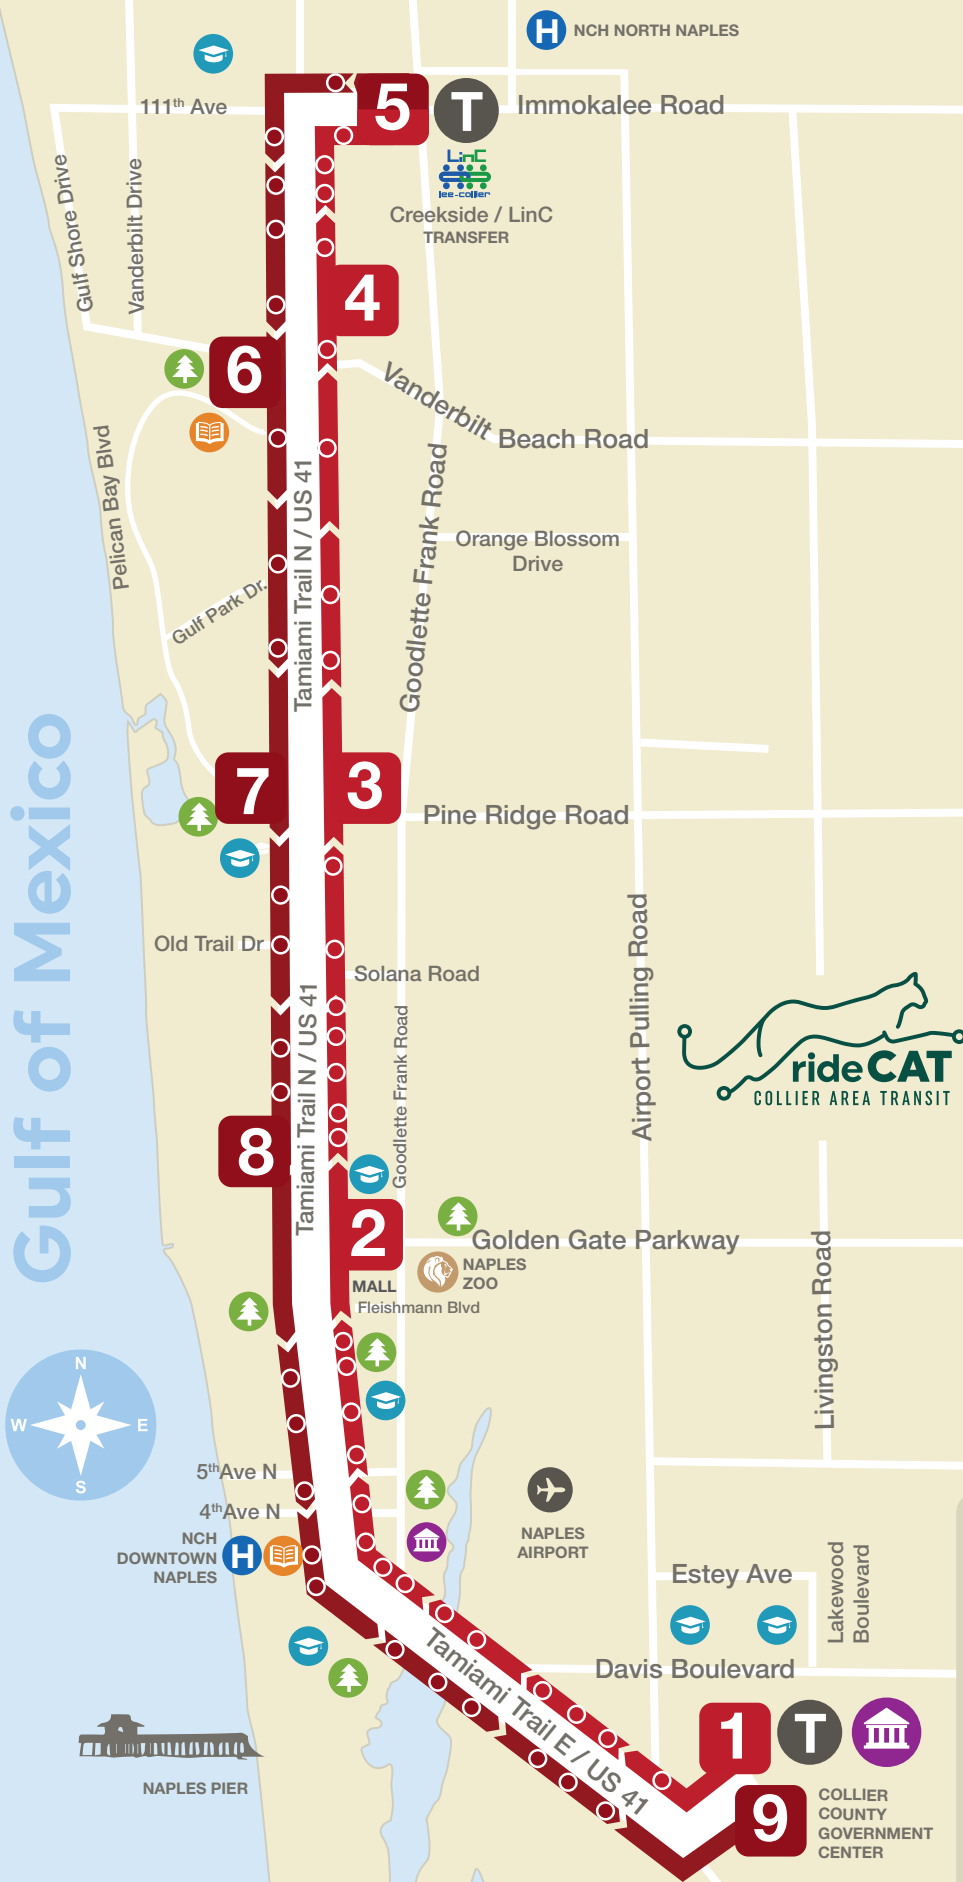 H NCH NORTH NAPLES
111th Ave
5
T
Immokalee Road
LinC
lee-collier
Creekside / LinC
TRANSFER
Gulf Shore Drive
Vanderbilt Drive
4
6
Vanderbilt
Beach Road
Pelican Bay Blvd
Tamiami Trail N / US 41
Goodlette Frank Road
Orange Blossom
Drive
Gulf Park Dr.
Gulf of Mexico
7
3
Pine Ridge Road
Old Trail Dr
Solana Road
Airport Pulling Road
Tamiami Trail N / US 41
Goodlette Frank Road
rideCAT
COLLIER AREA TRANSIT
8
2
Golden Gate Parkway
NAPLES
ZOO
MALL
Fleishmann Blvd
Livingston Road
N
W
E
S
5th Ave N
4th Ave N
NCH
DOWNTOWN
NAPLES
H
NAPLES
AIRPORT
Estey Ave
Lakewood
Boulevard
Davis Boulevard
Tamiami Trail E / US 41
1
T
NAPLES PIER
9
COLLIER
COUNTY
GOVERNMENT
CENTER